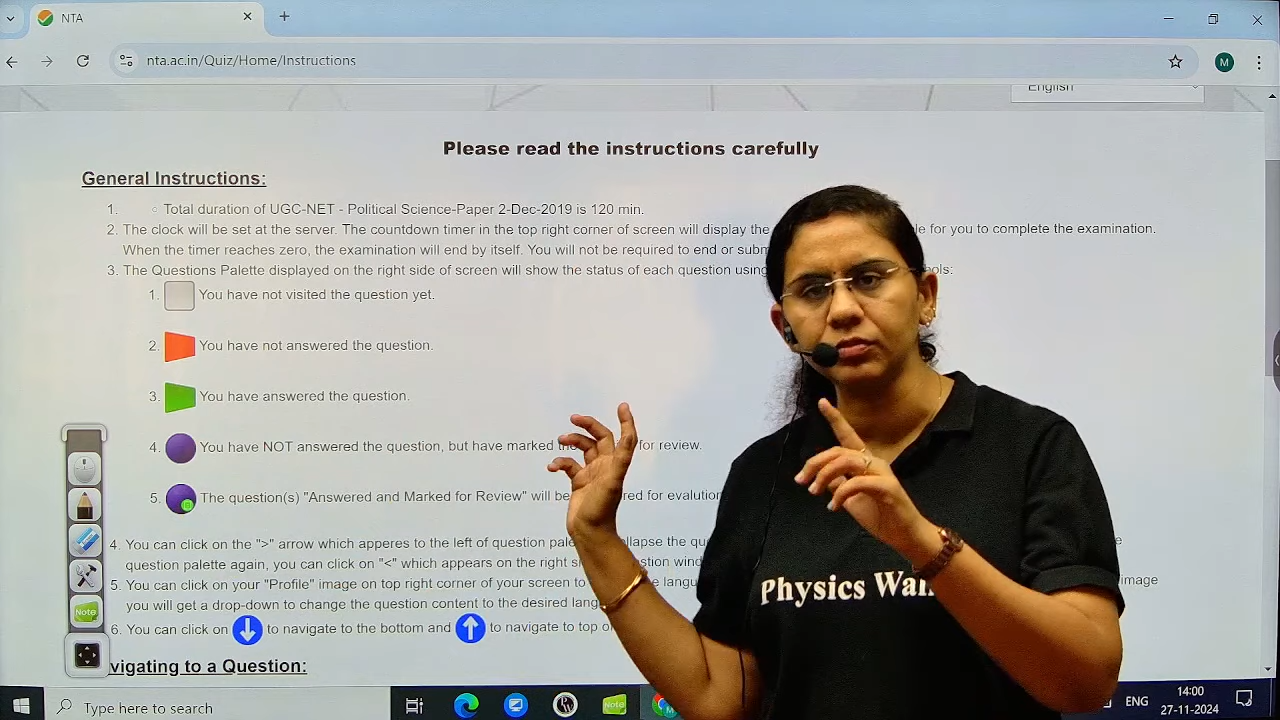 NTA
nta.ac.in/Quiz/Home/Instructions
M
English
Please read the instructions carefully
General Instructions:
1. Total duration of UGC-NET - Political Science-Paper 2-Dec-2019 is 120 min.
2. The clock will be set at the server. The countdown timer in the top right corner of screen will display the le for you to complete the examination.
When the timer reaches zero, the examination will end by itself. You will not be required to end or subm
3. The Questions Palette displayed on the right side of screen will show the status of each question using ols:
1. You have not visited the question yet.
2. You have not answered the question.
3. You have answered the question.
4. You have NOT answered the question, but have marked the for review.
5. The question(s) "Answered and Marked for Review" will be red for evalution
4. You can click on the ">" arrow which apperes to the left of question pale ollapse the que e
question palette again, you can click on "<" which appears on the right s stion wind
5. You can click on your "Profile" image on top right corner of your screen to e langu image
you will get a drop-down to change the question content to the desired lang
6. You can click on to navigate to the bottom and to navigate to top o
vigating to a Question:
Note
Physics Wal
Type here to search
Note
ENG
14:00
27-11-2024